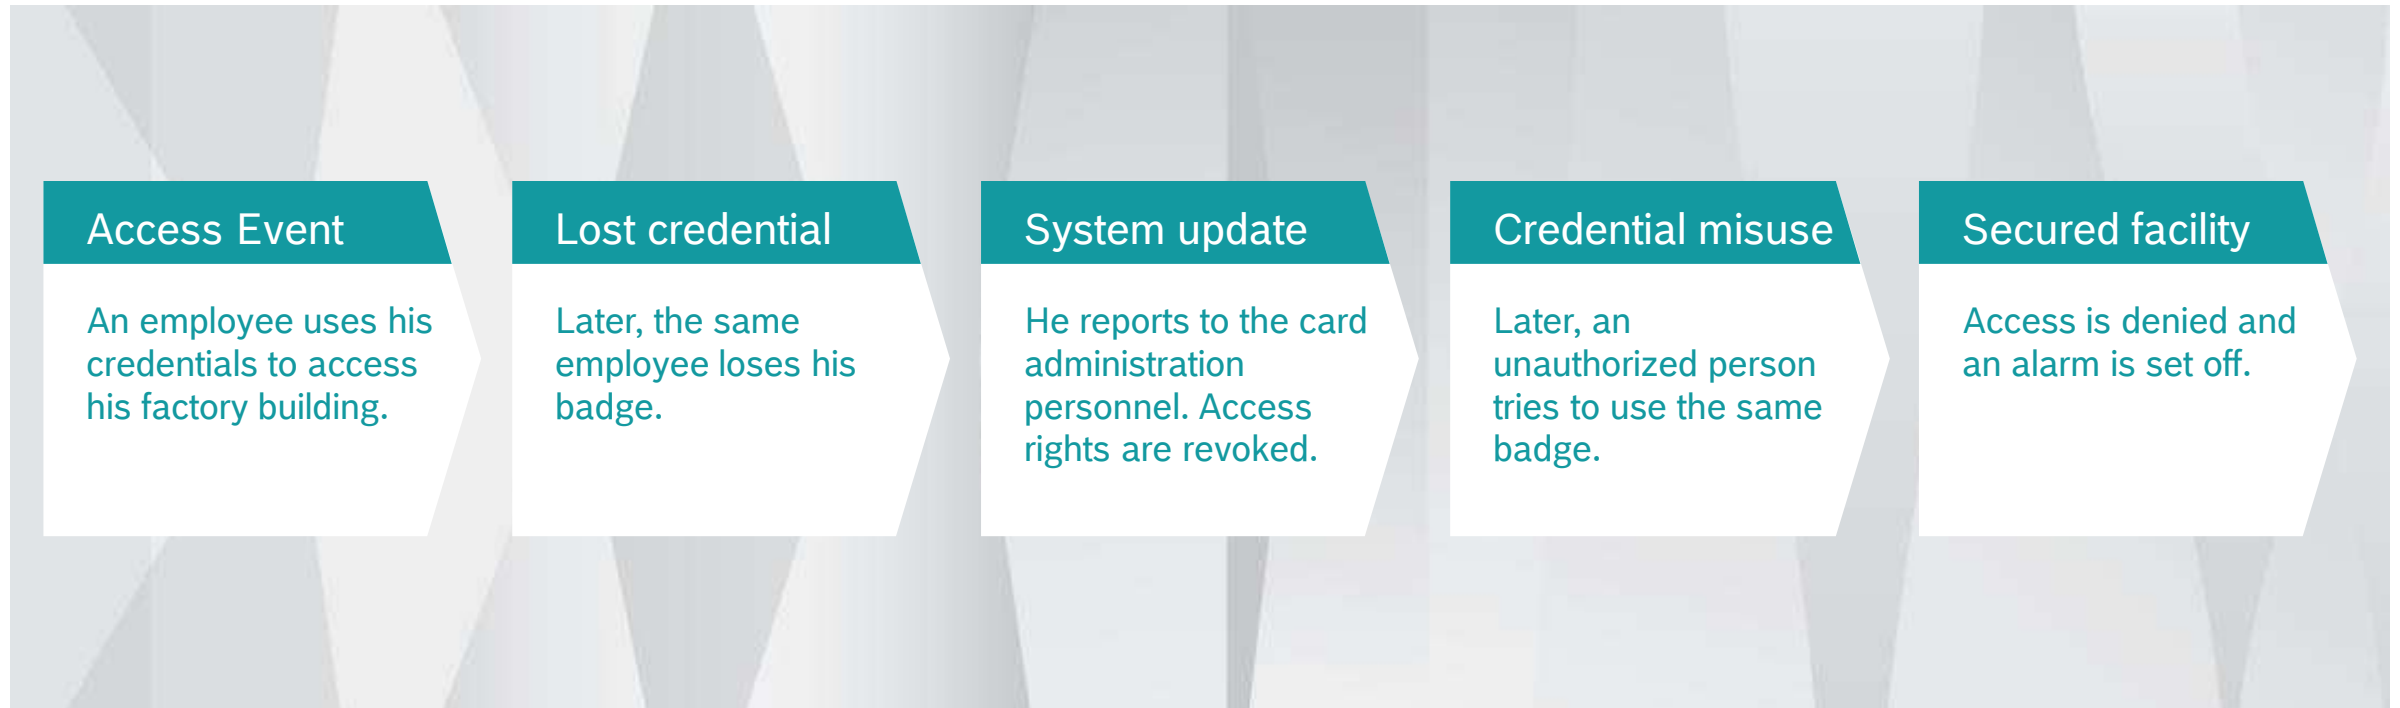 Access Event
An employee uses his
credentials to access
his factory building.
Lost credential
Later, the same
employee loses his
badge.
System update
He reports to the card
administration
personnel. Access
rights are revoked.
Credential misuse
Later, an
unauthorized person
tries to use the same
badge.
Secured facility
Access is denied and
an alarm is set off.